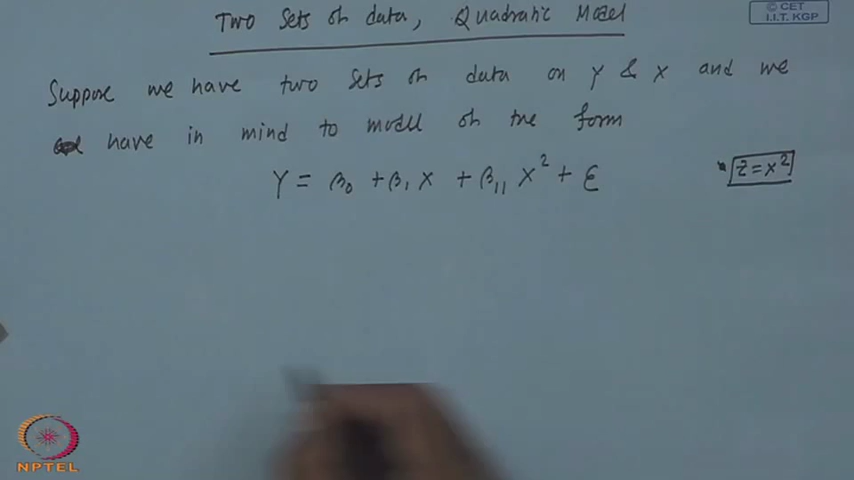 Two Sets of data, Quadratic Model
© CET
I.I.T. KGP
Suppose we have two sets of data on Y & X and we
have in mind to model of the form
Y = β₀ + β₁ X + β₁₁ X² + ε
Z = X²
NPTEL